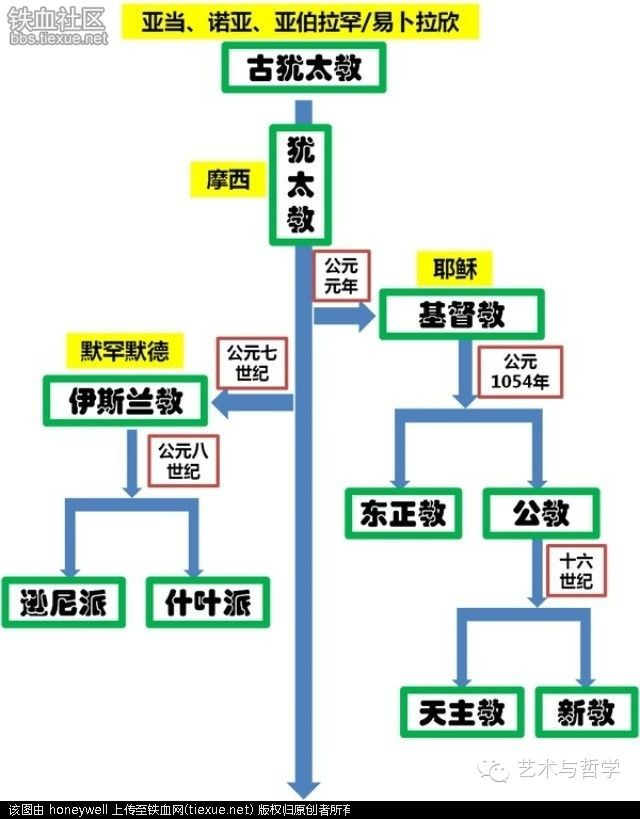 铁血社区
bbs.tiexue.net
亚当、诺亚、亚伯拉罕/易卜拉欣
古犹太教
摩西
犹太教
公元
元年
耶稣
基督教
默罕默德
公元七
世纪
伊斯兰教
公元
1054年
公元八
世纪
东正教
公教
逊尼派
什叶派
十六
世纪
天主教
新教
艺术与哲学
该图由 honeywell 上传至铁血网(tiexue.net) 版权归原创者所有